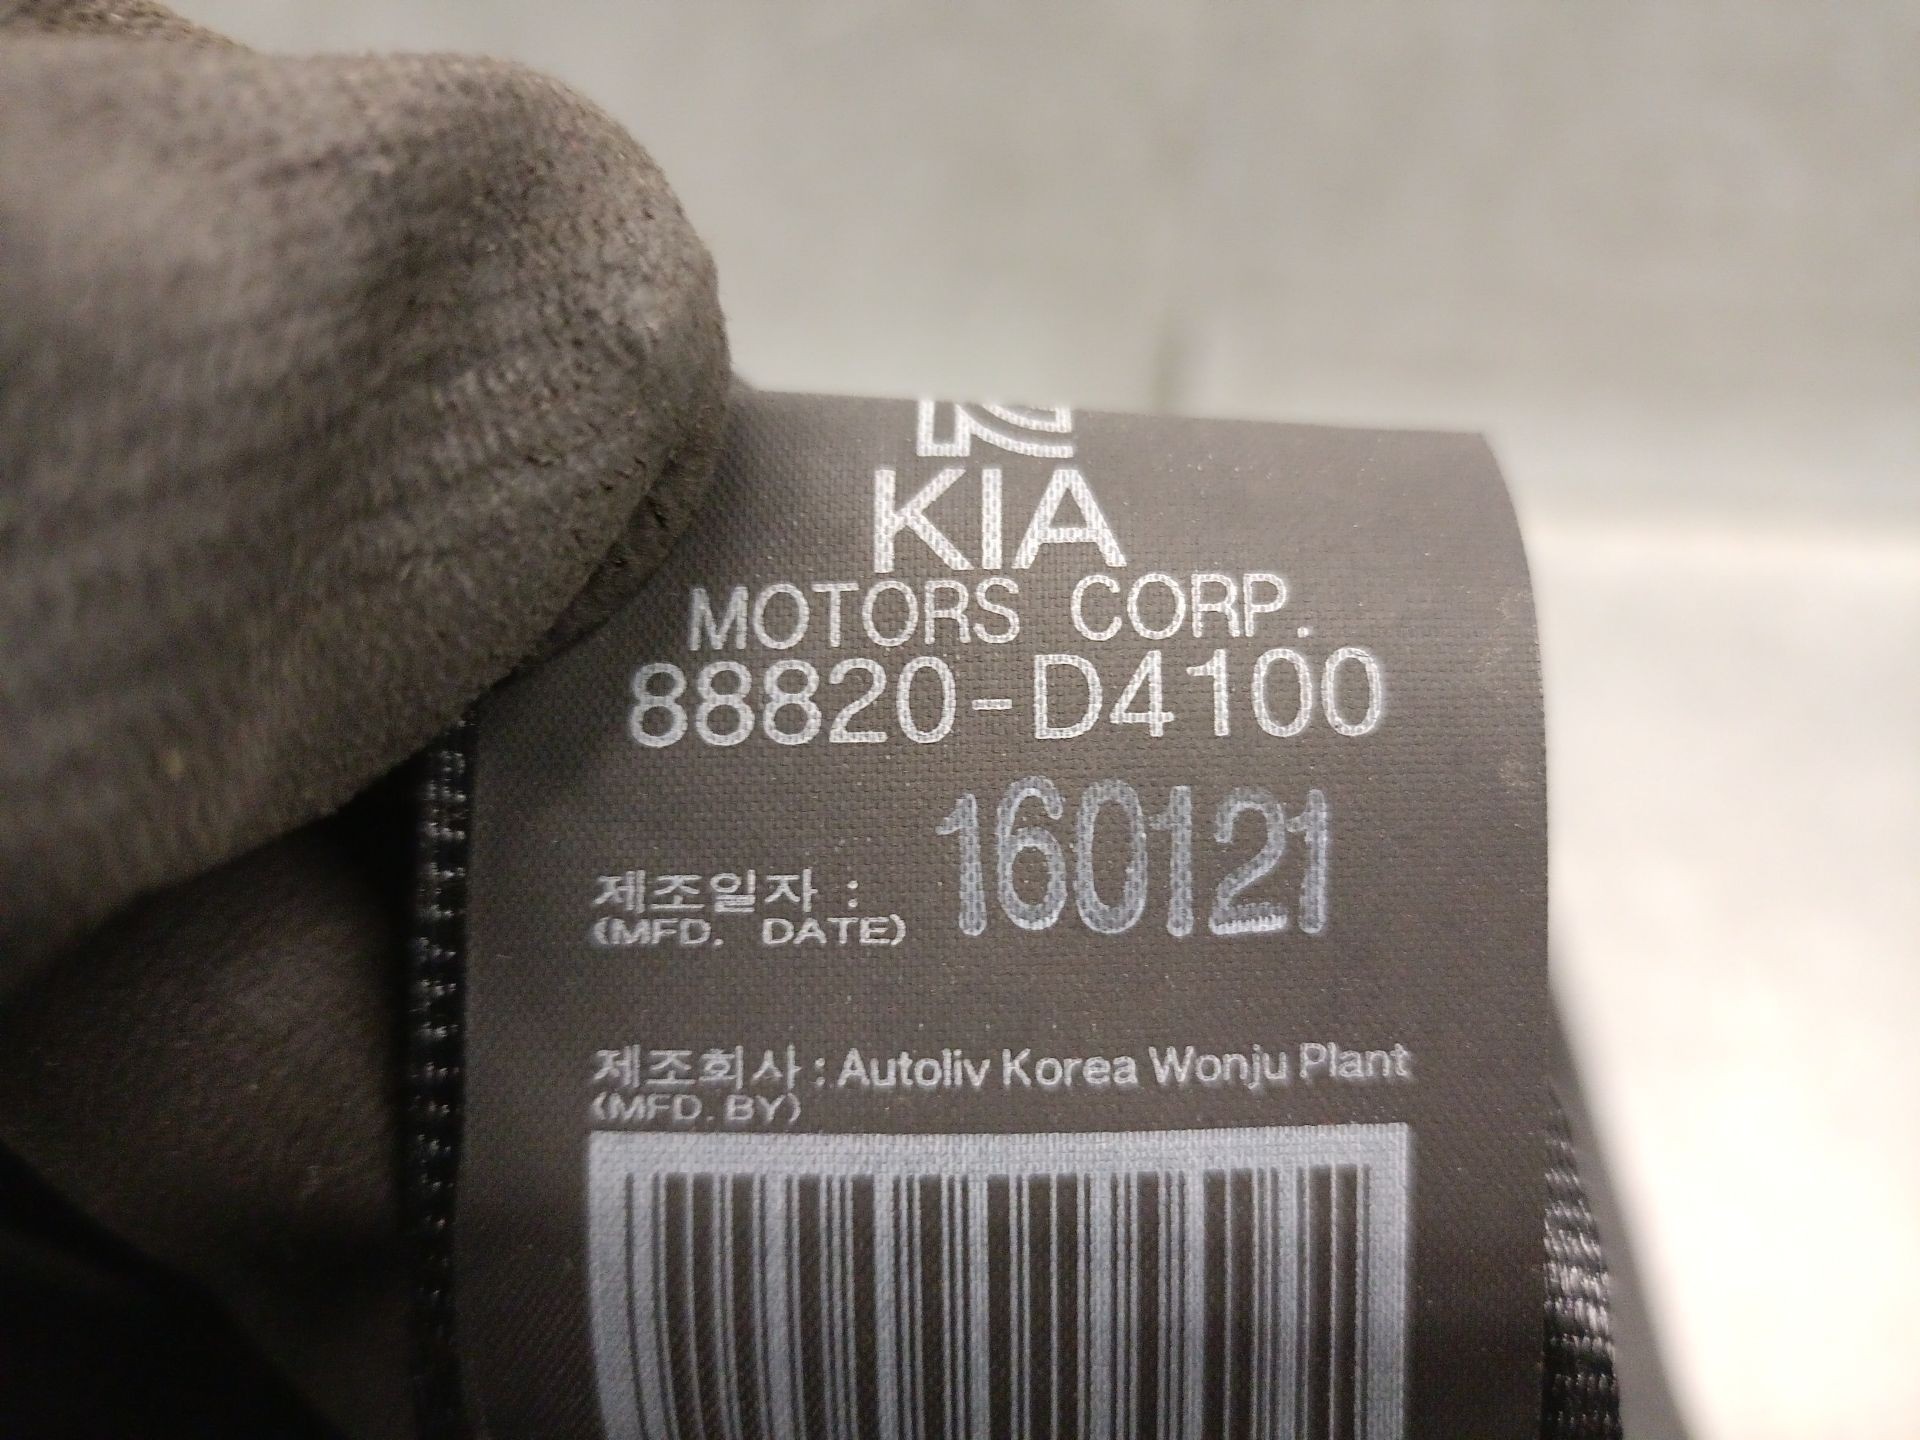 KIA
MOTORS CORP.
88820-D4100
제조일자 : 160121
(MFD. DATE)
제조회사 : Autoliv Korea Wonju Plant
(MFD. BY)